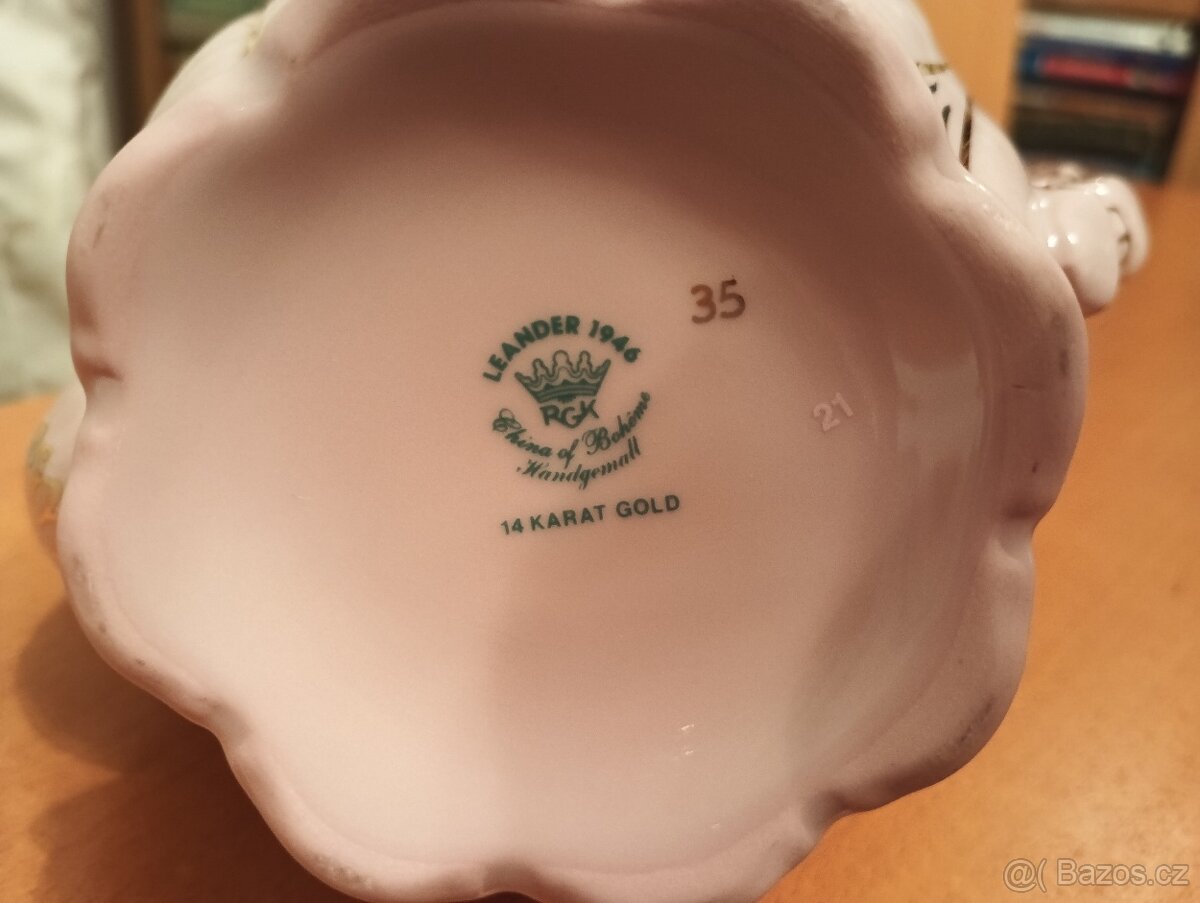 LEANDER 1946
RGK
China of Bohême
Handgemalt
14 KARAT GOLD
35
21
@( Bazos.cz